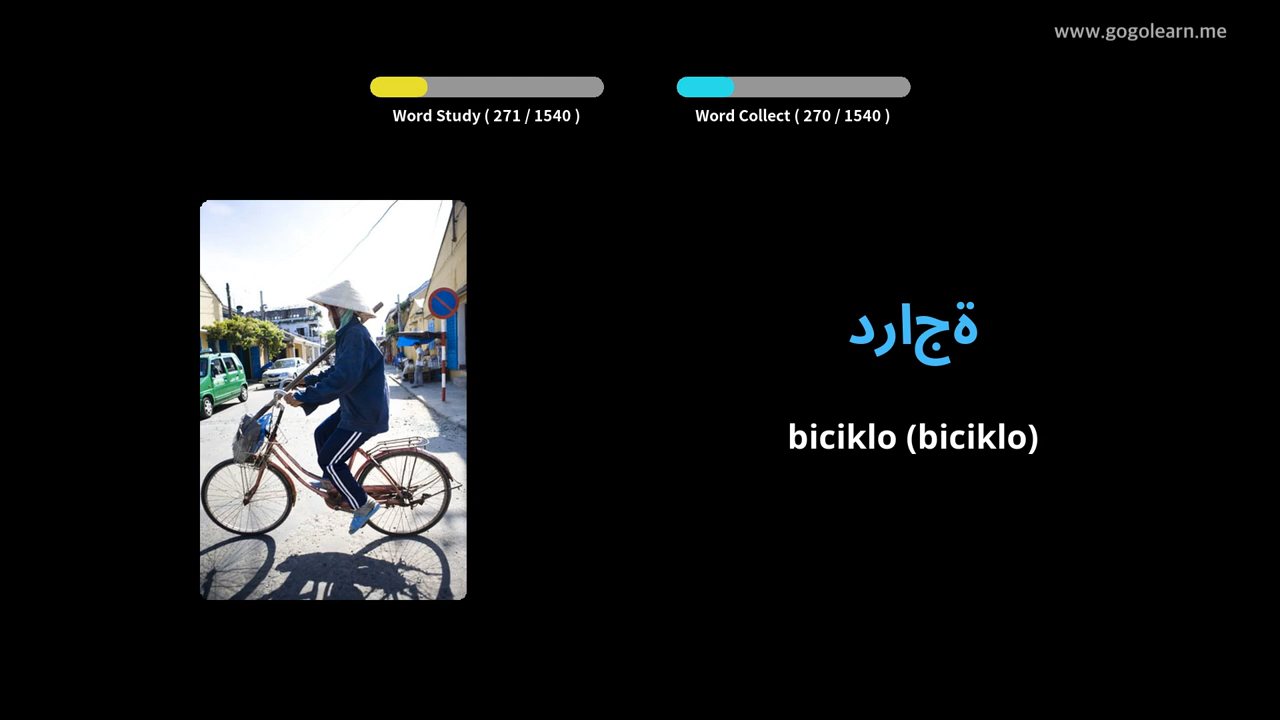 www.gogolearn.me
Word Study ( 271 / 1540 )
Word Collect ( 270 / 1540 )
دراجة
biciklo (biciklo)